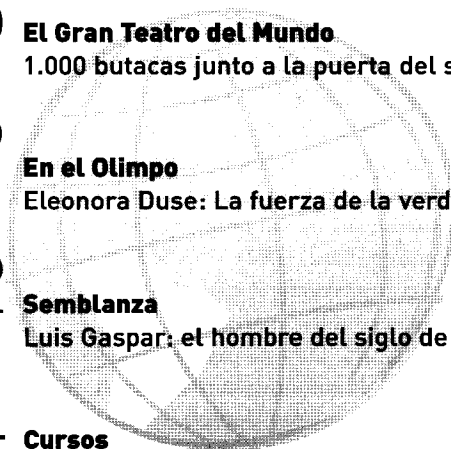 El Gran Teatro del Mundo
1.000 butacas junto a la puerta del s
En el Olimpo
Eleonora Duse: La fuerza de la verd
Semblanza
Luis Gaspar: el hombre del siglo de
Cursos